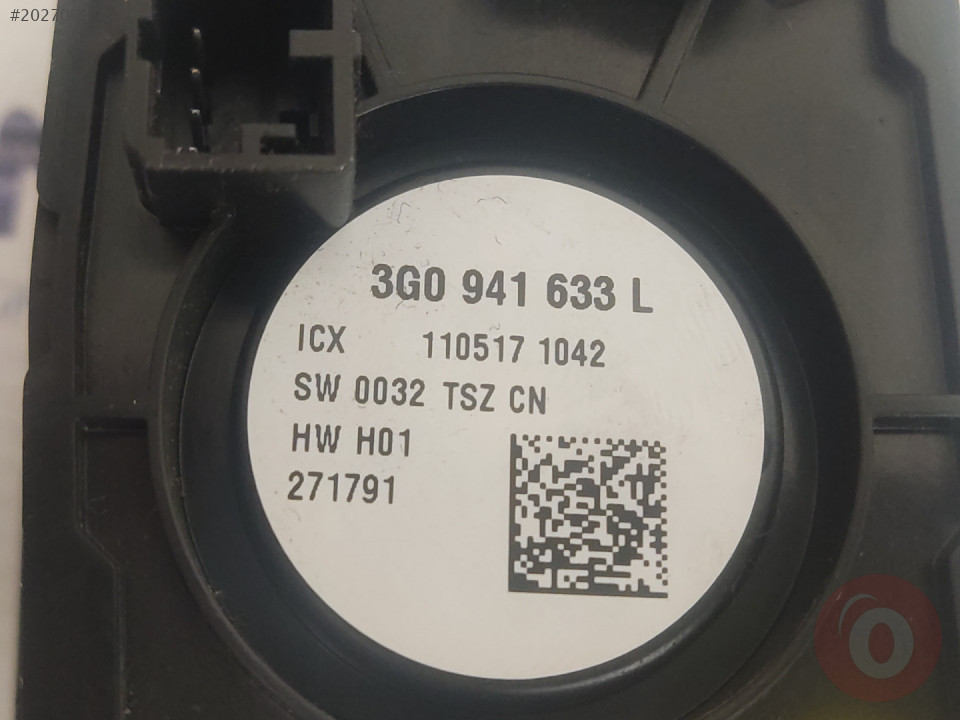 3G0 941 633 L
ICX 110517 1042
SW 0032 TSZ CN
HW H01
271791